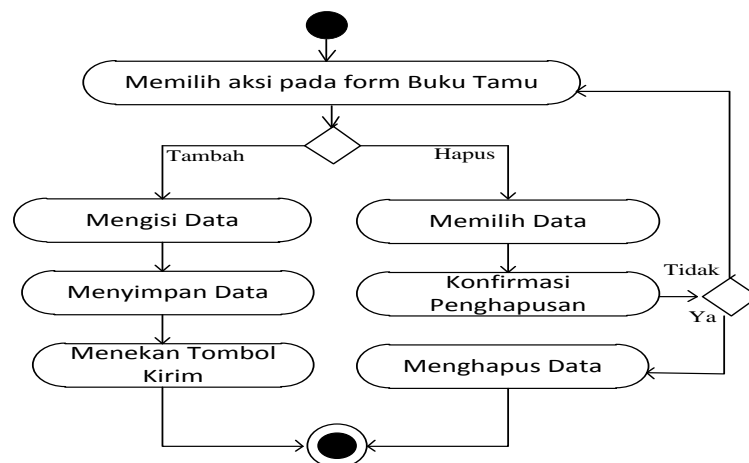 Memilih aksi pada form Buku Tamu
Tambah
Hapus
Mengisi Data
Memilih Data
Menyimpan Data
Konfirmasi
Penghapusan
Tidak
Ya
Menekan Tombol
Kirim
Menghapus Data